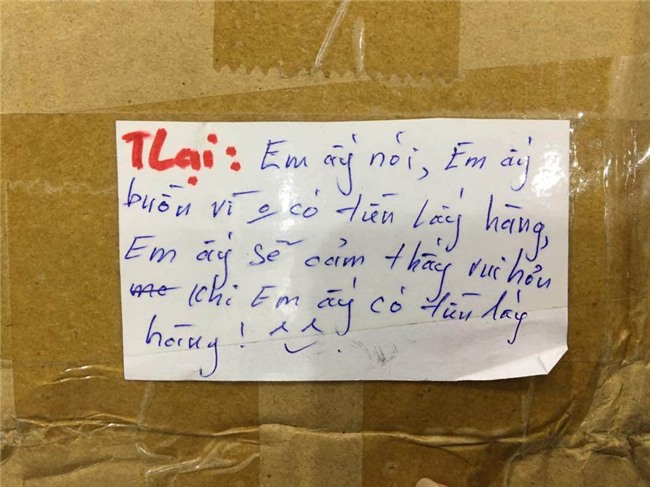 TLại: Em ấy nói, Em ấy
buồn vì o có tiền lấy hàng,
Em ấy sẽ cảm thấy vui hơn
me khi Em ấy có tiền lấy
hàng! ^‿^.